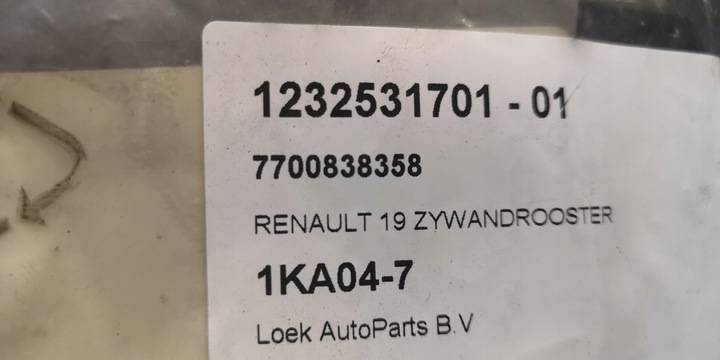 1232531701 - 01
7700838358
RENAULT 19 ZYWANDROOSTER
1KA04-7
Loek AutoParts B.V